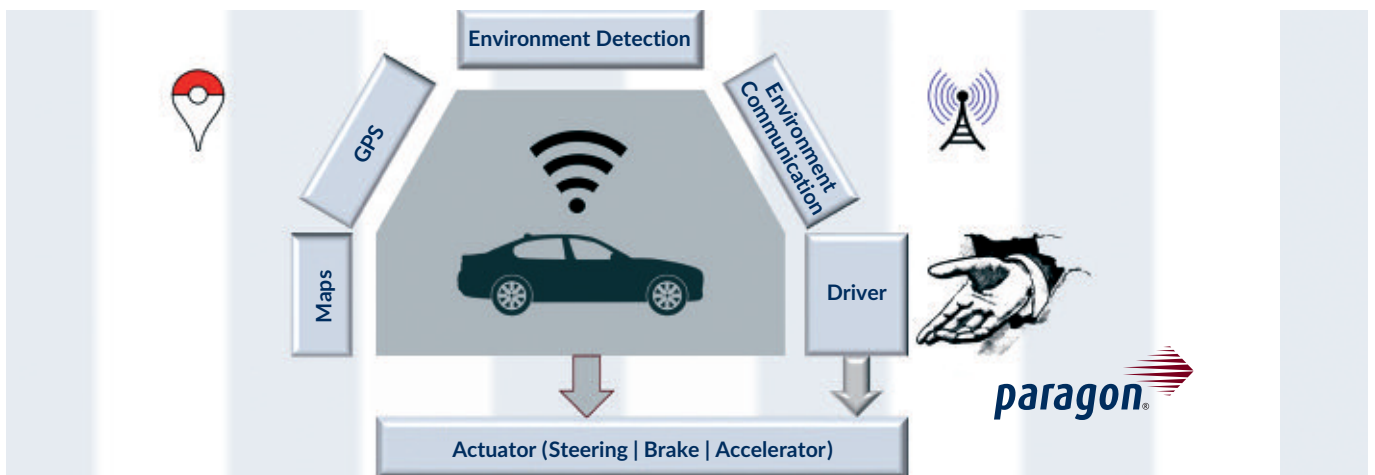 Environment Detection
GPS
Environment
Communication
Maps
Driver
paragon®
Actuator (Steering | Brake | Accelerator)